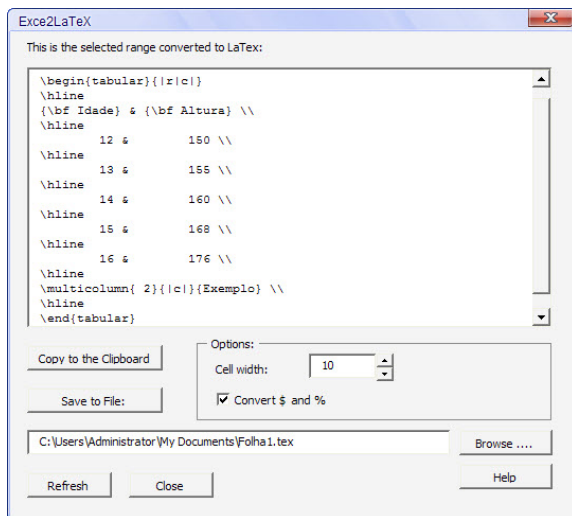 Exce2LaTeX
This is the selected range converted to LaTex:
\begin{tabular}{|r|c|}
\hline
{\bf Idade} & {\bf Altura} \\
\hline
12 & 150 \\
\hline
13 & 155 \\
\hline
14 & 160 \\
\hline
15 & 168 \\
\hline
16 & 176 \\
\hline
\multicolumn{ 2}{|c|}{Exemplo} \\
\hline
\end{tabular}
Copy to the Clipboard
Options:
Cell width: 10
Save to File:
Convert $ and %
C:\Users\Administrator\My Documents\Folha1.tex
Browse ....
Refresh
Close
Help